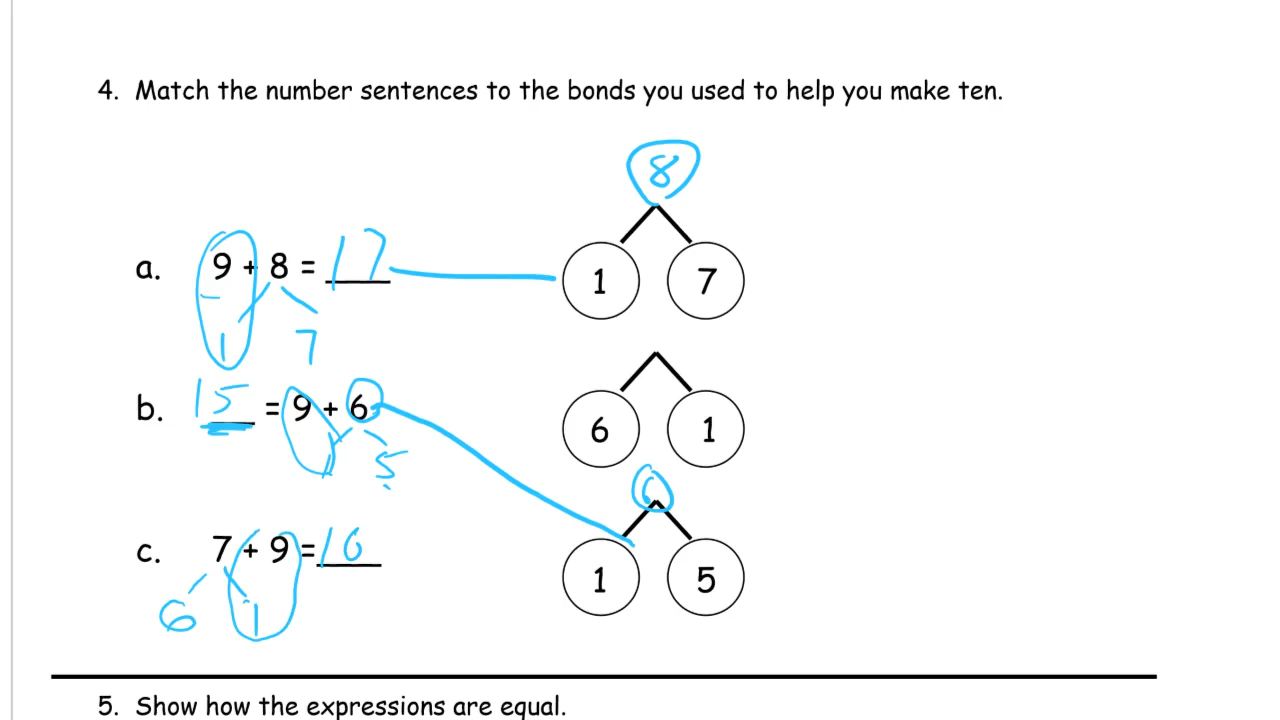 4. Match the number sentences to the bonds you used to help you make ten.
8
a. 9 + 8 = 17
1 7
1 7
b. 15 = 9 + 6
6 1
1 5
6
c. 7 + 9 = 16
1 5
6 1
5. Show how the expressions are equal.